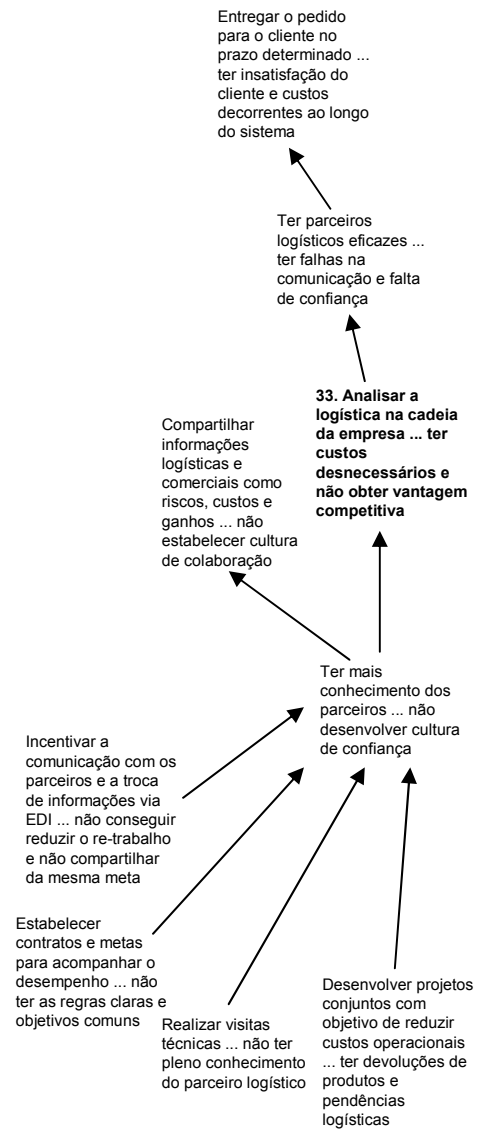 Entregar o pedido
para o cliente no
prazo determinado ...
ter insatisfação do
cliente e custos
decorrentes ao longo
do sistema
Ter parceiros
logísticos eficazes ...
ter falhas na
comunicação e falta
de confiança
33. Analisar a
logística na cadeia
da empresa ... ter
custos
desnecessários e
não obter vantagem
competitiva
Compartilhar
informações
logísticas e
comerciais como
riscos, custos e
ganhos ... não
estabelecer cultura
de colaboração
Ter mais
conhecimento dos
parceiros ... não
desenvolver cultura
de confiança
Incentivar a
comunicação com os
parceiros e a troca
de informações via
EDI ... não conseguir
reduzir o re-trabalho
e não compartilhar
da mesma meta
Estabelecer
contratos e metas
para acompanhar o
desempenho ... não
ter as regras claras e
objetivos comuns
Realizar visitas
técnicas ... não ter
pleno conhecimento
do parceiro logístico
Desenvolver projetos
conjuntos com
objetivo de reduzir
custos operacionais
... ter devoluções de
produtos e
pendências
logísticas